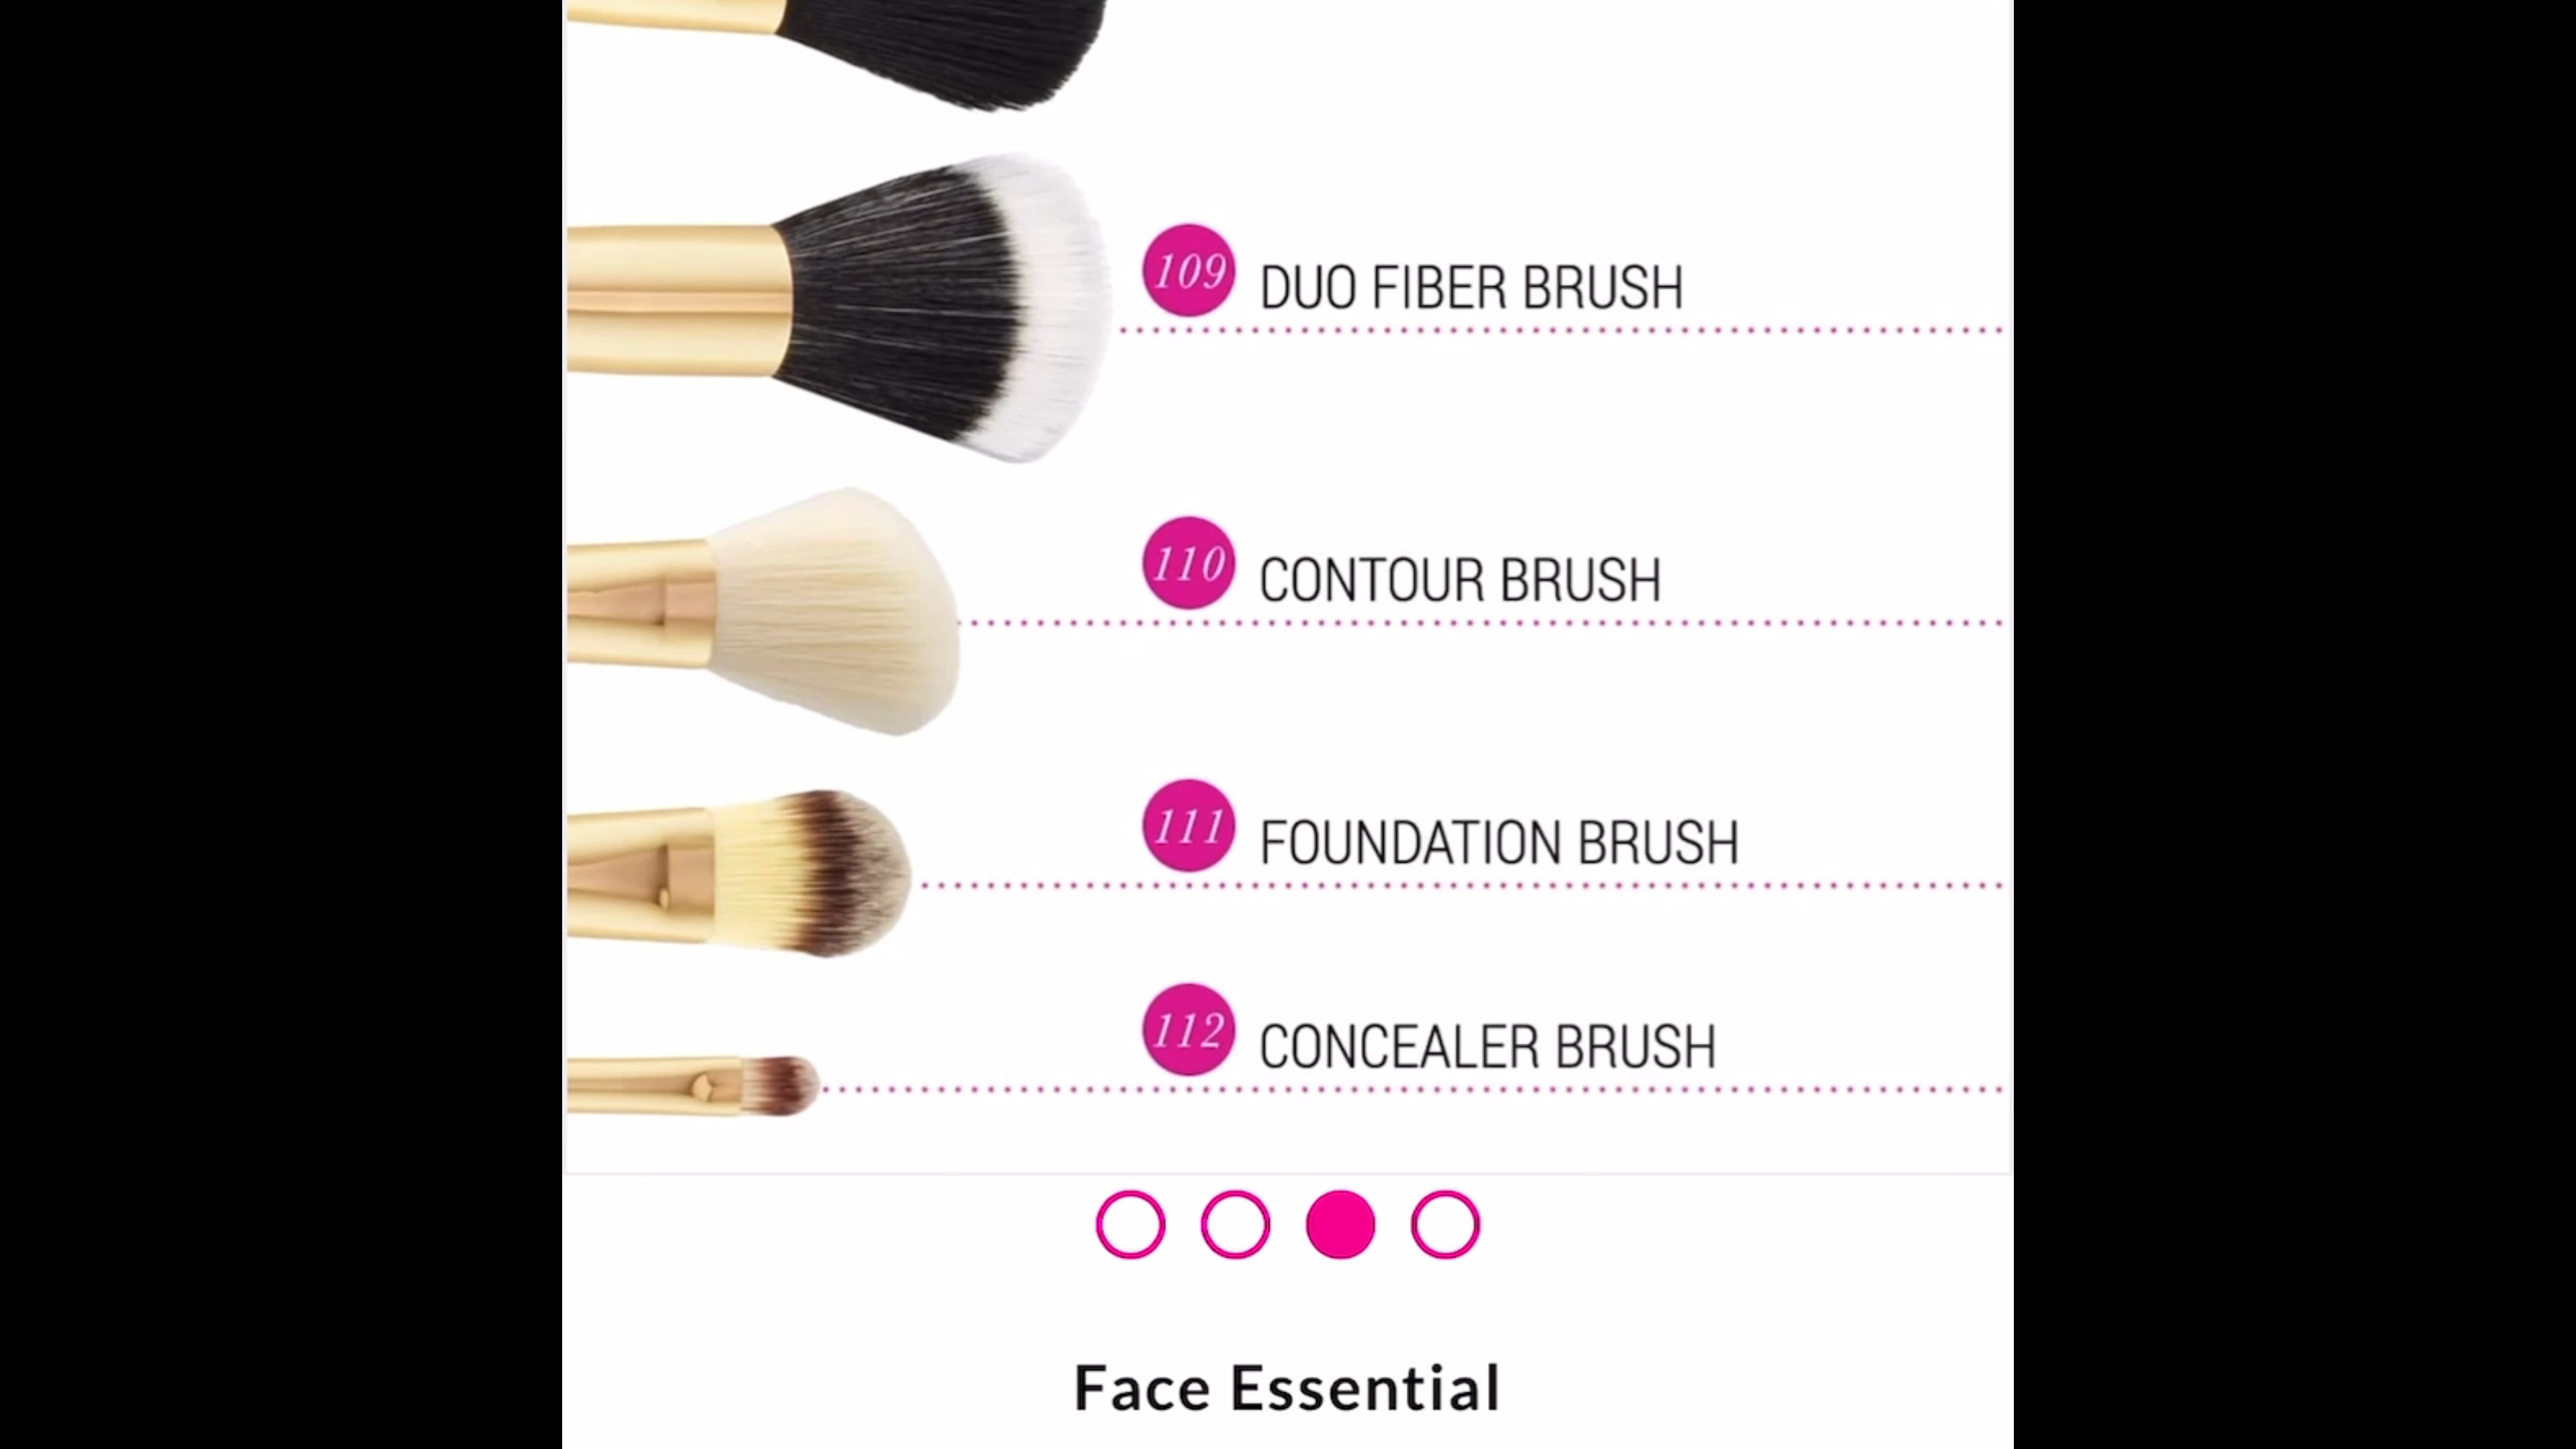 109 DUO FIBER BRUSH
110 CONTOUR BRUSH
111 FOUNDATION BRUSH
112 CONCEALER BRUSH
Face Essential